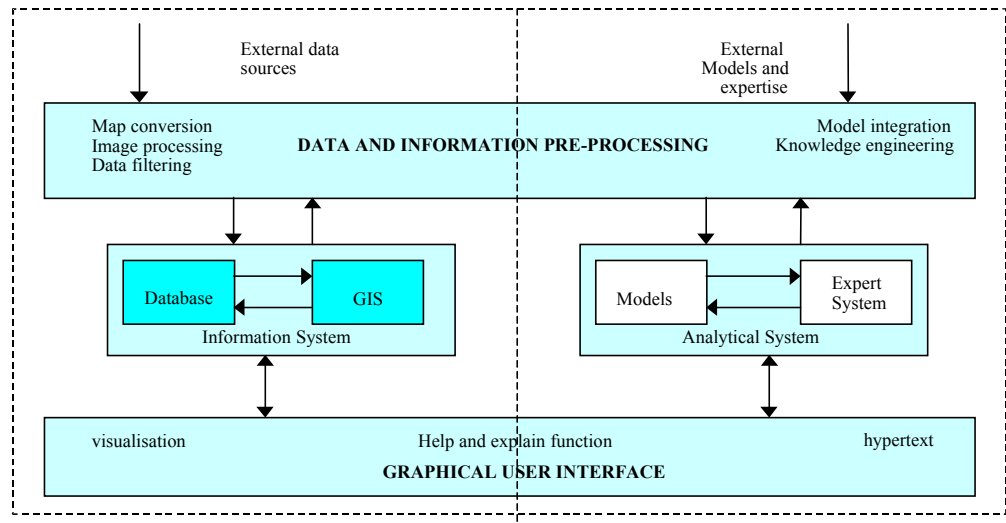 External data
sources
External
Models and
expertise
Map conversion
Image processing
Data filtering
DATA AND INFORMATION PRE-PROCESSING
Model integration
Knowledge engineering
Database
GIS
Information System
Models
Expert
System
Analytical System
visualisation
Help and explain function
hypertext
GRAPHICAL USER INTERFACE